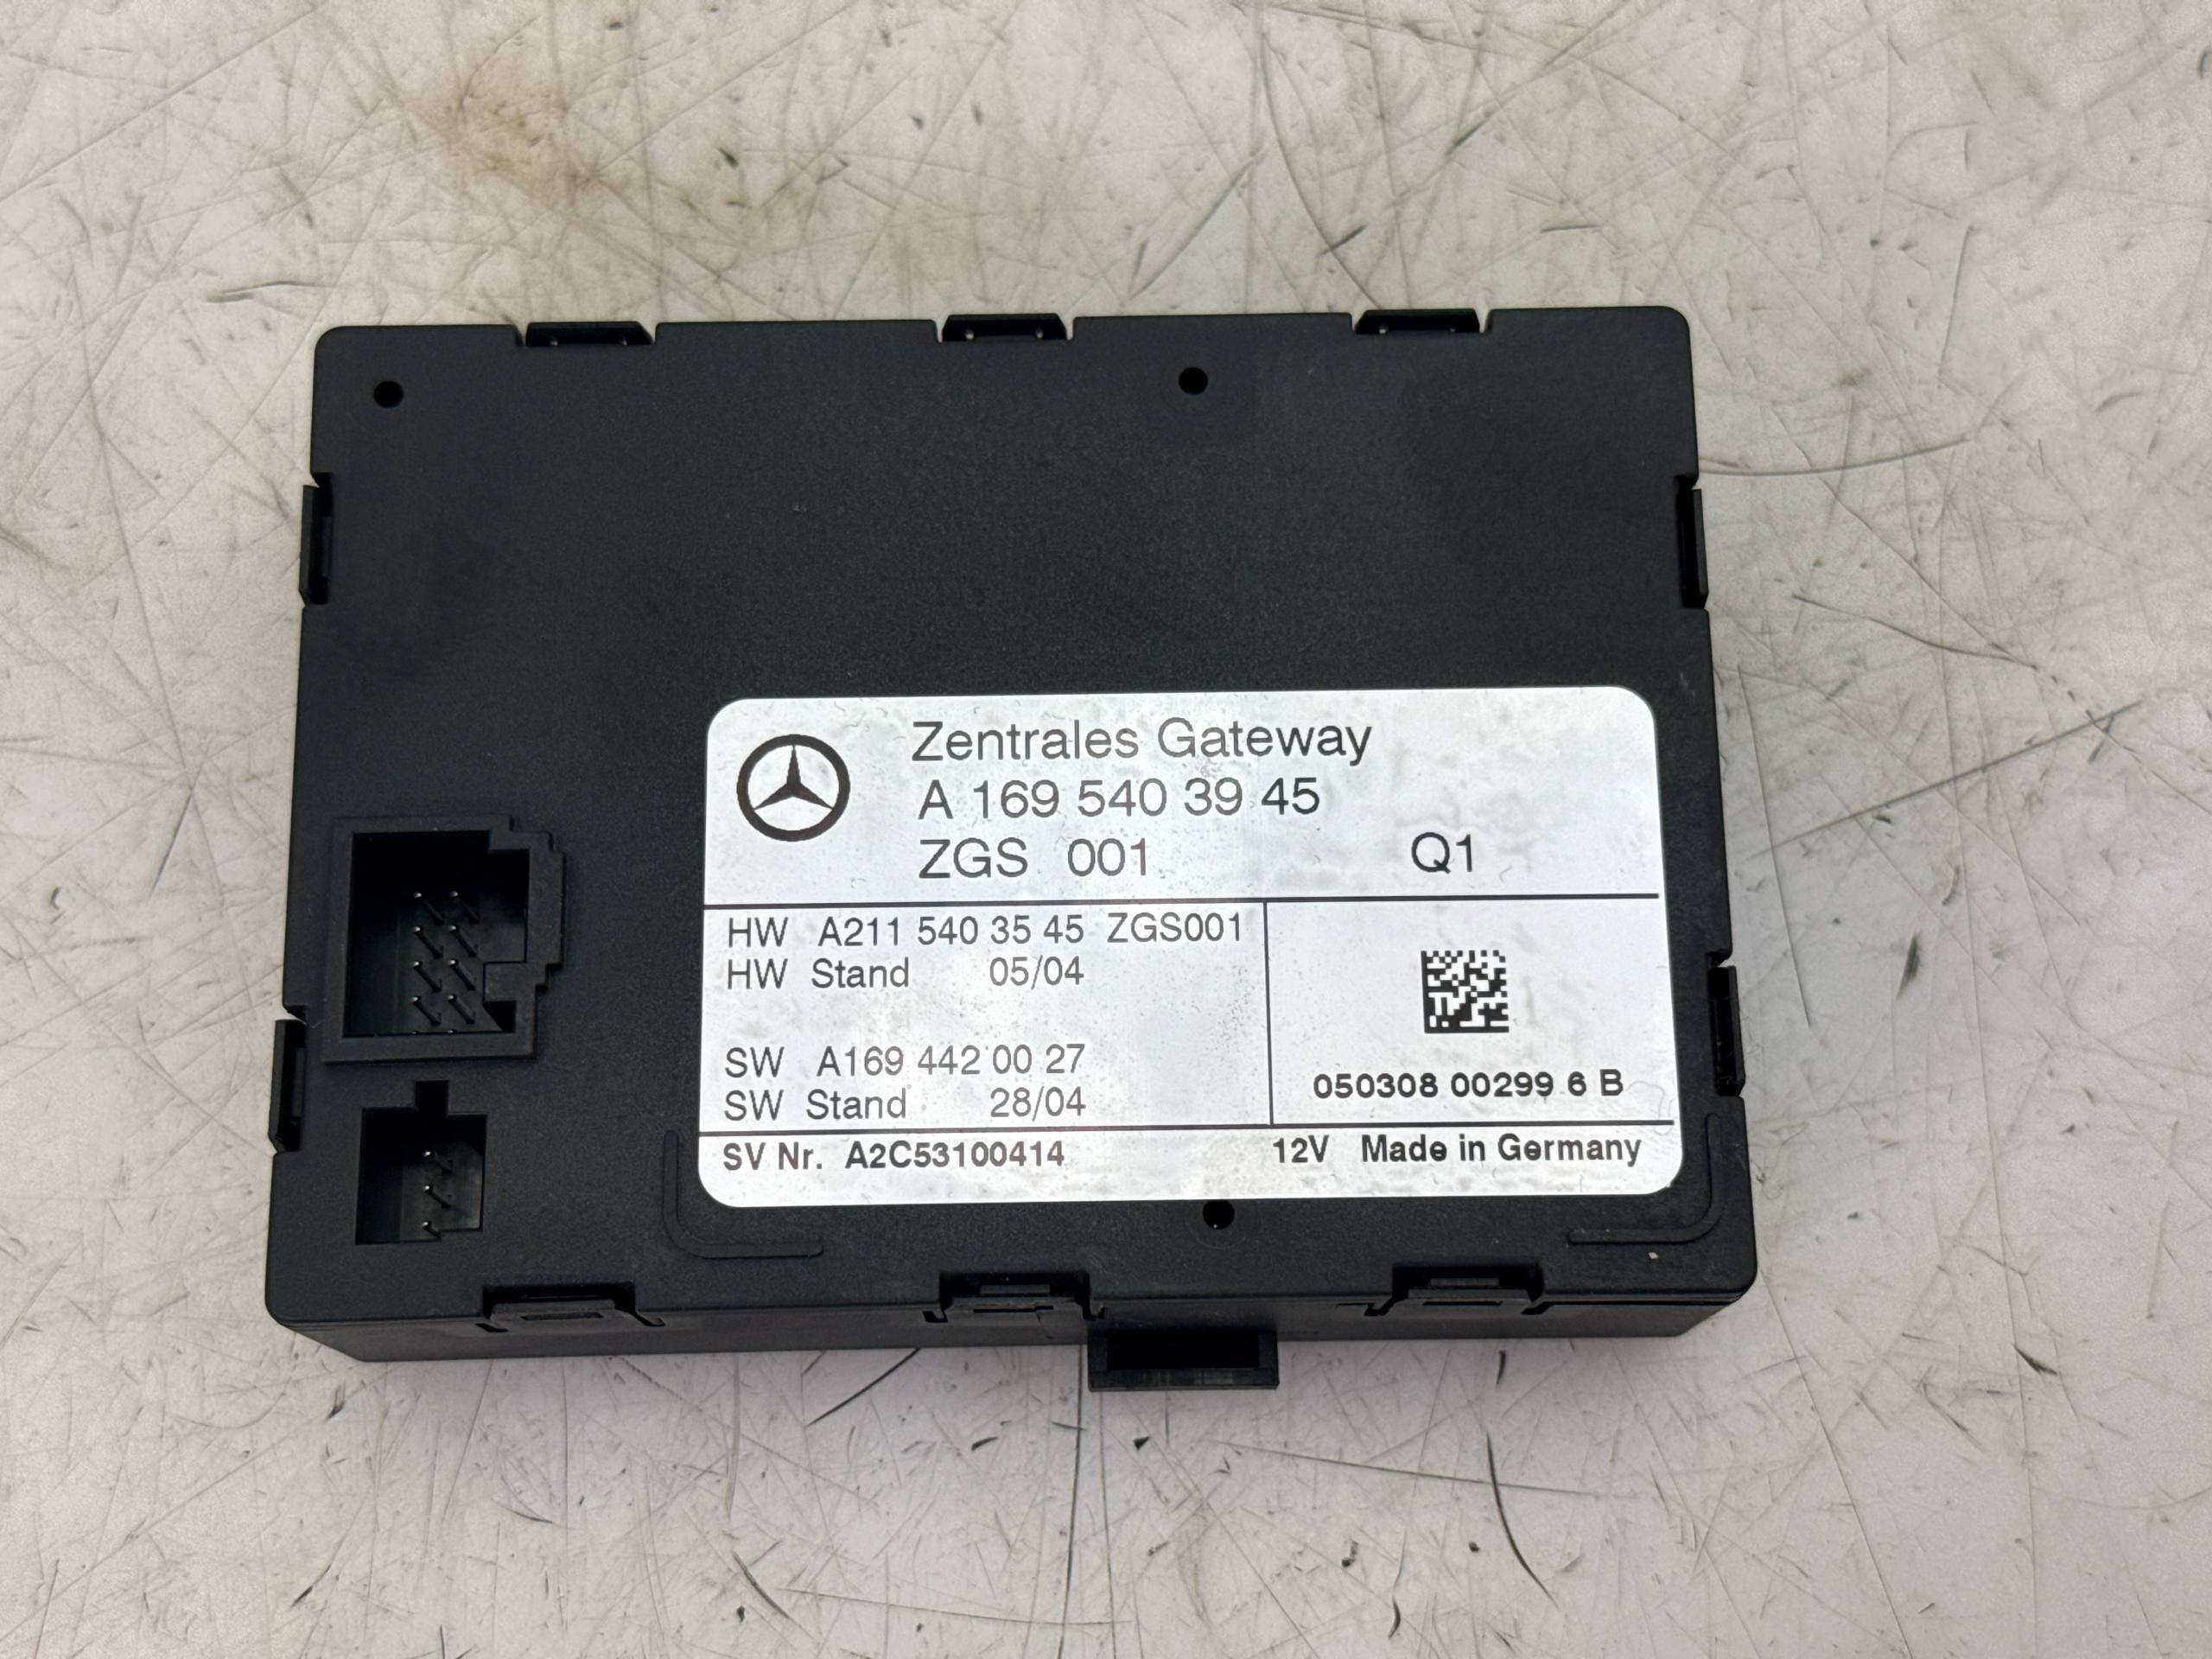 Zentrales Gateway
A 169 540 39 45
ZGS 001 Q1
HW A211 540 35 45 ZGS001
HW Stand 05/04
SW A169 442 00 27
SW Stand 28/04
050308 00299 6 B
SV Nr. A2C53100414 12V Made in Germany